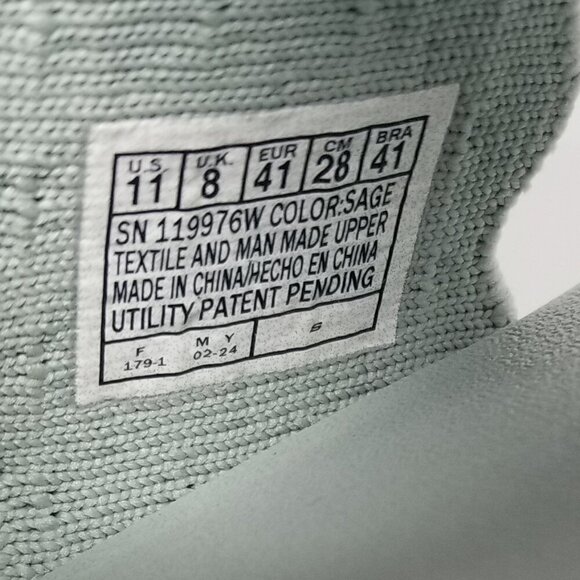 U.S. U.K. EUR CM BRA
11 8 41 28 41
SN 119976W COLOR:SAGE
TEXTILE AND MAN MADE UPPER
MADE IN CHINA/HECHO EN CHINA
UTILITY PATENT PENDING
F M Y S
179-1 02-24